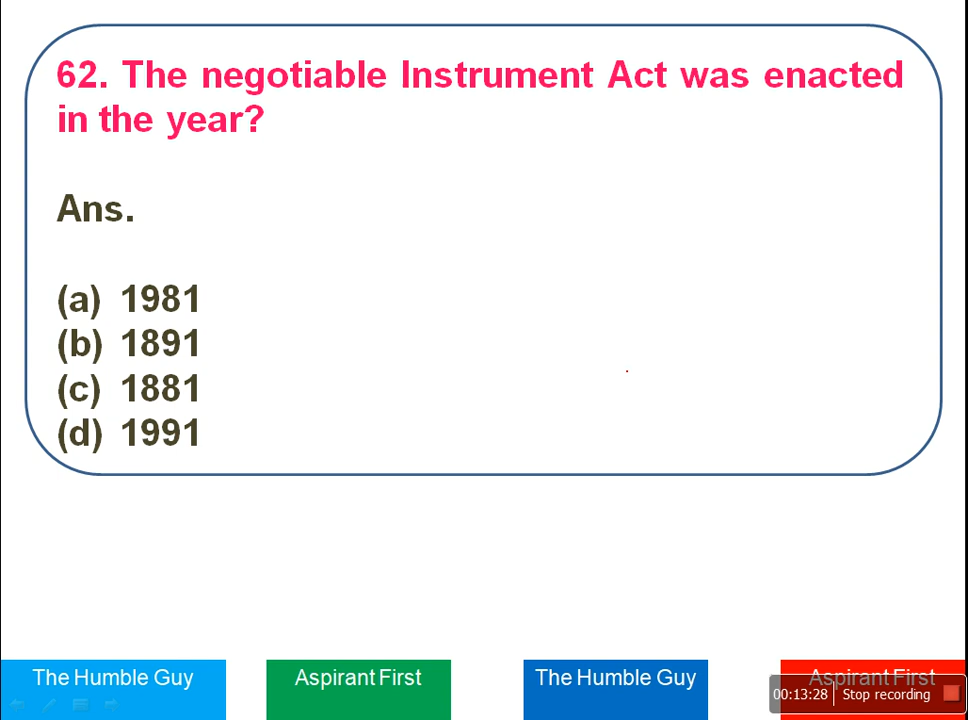 62. The negotiable Instrument Act was enacted
in the year?
Ans.
(a) 1981
(b) 1891
(c) 1881
(d) 1991
The Humble Guy
Aspirant First
The Humble Guy
Aspirant First
00:13:28 Stop recording